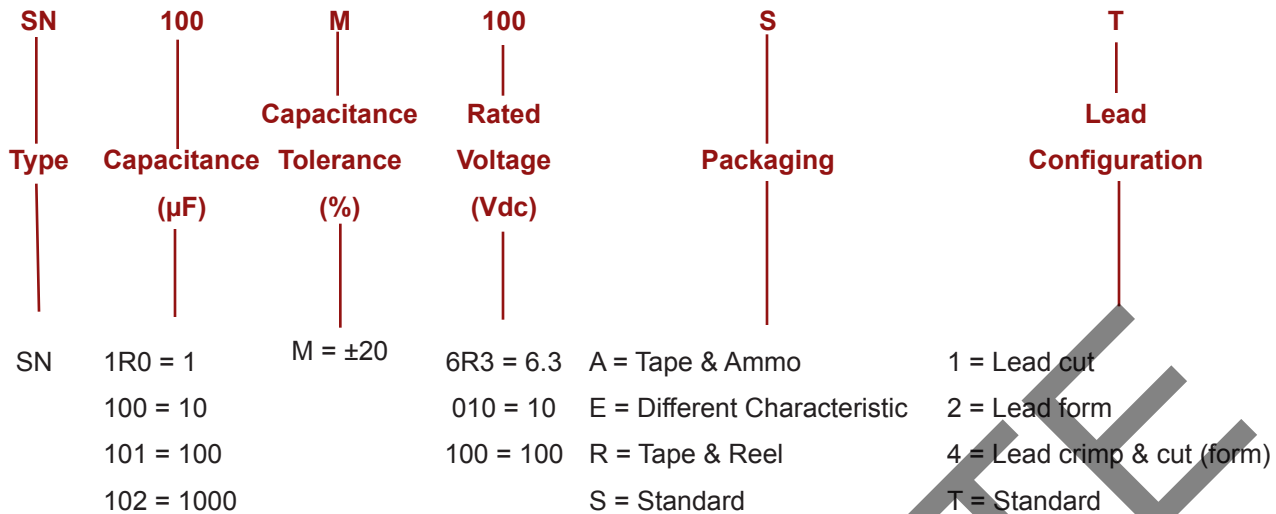 SN 100 M 100 S T
Capacitance Rated Lead
Type Capacitance Tolerance Voltage Packaging Configuration
(µF) (%) (Vdc)
SN 1R0 = 1 M = ±20 6R3 = 6.3 A = Tape & Ammo 1 = Lead cut
100 = 10 010 = 10 E = Different Characteristic 2 = Lead form
101 = 100 100 = 100 R = Tape & Reel 4 = Lead crimp & cut (form)
102 = 1000 S = Standard T = Standard
TE